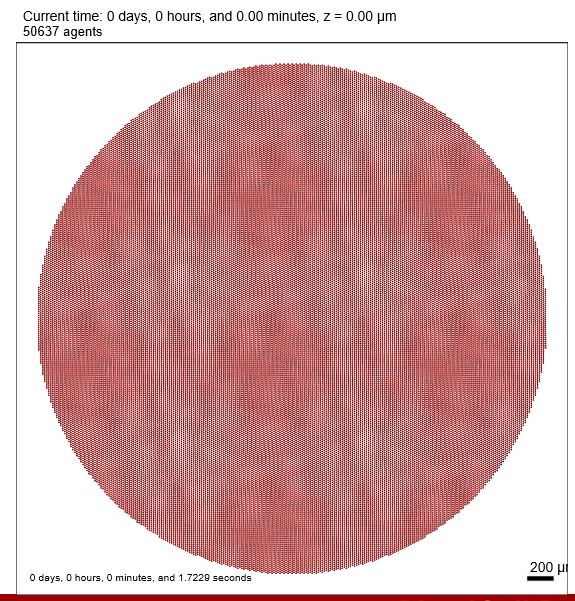 Current time: 0 days, 0 hours, and 0.00 minutes, z = 0.00 μm
50637 agents
200 μ
0 days, 0 hours, 0 minutes, and 1.7229 seconds